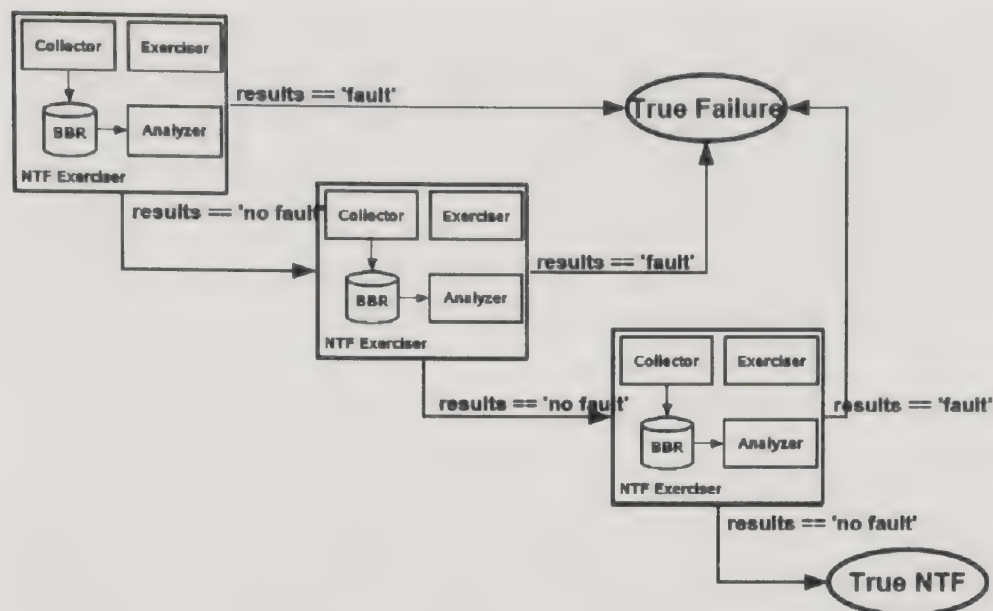 Collector Exerciser
results == 'fault'
True Failure
BBR Analyzer
NTF Exerciser
results == 'no fault'
Collector Exerciser
results == 'fault'
BBR Analyzer
NTF Exerciser
results == 'no fault'
Collector Exerciser
results == 'fault'
BBR Analyzer
NTF Exerciser
results == 'no fault'
True NTF